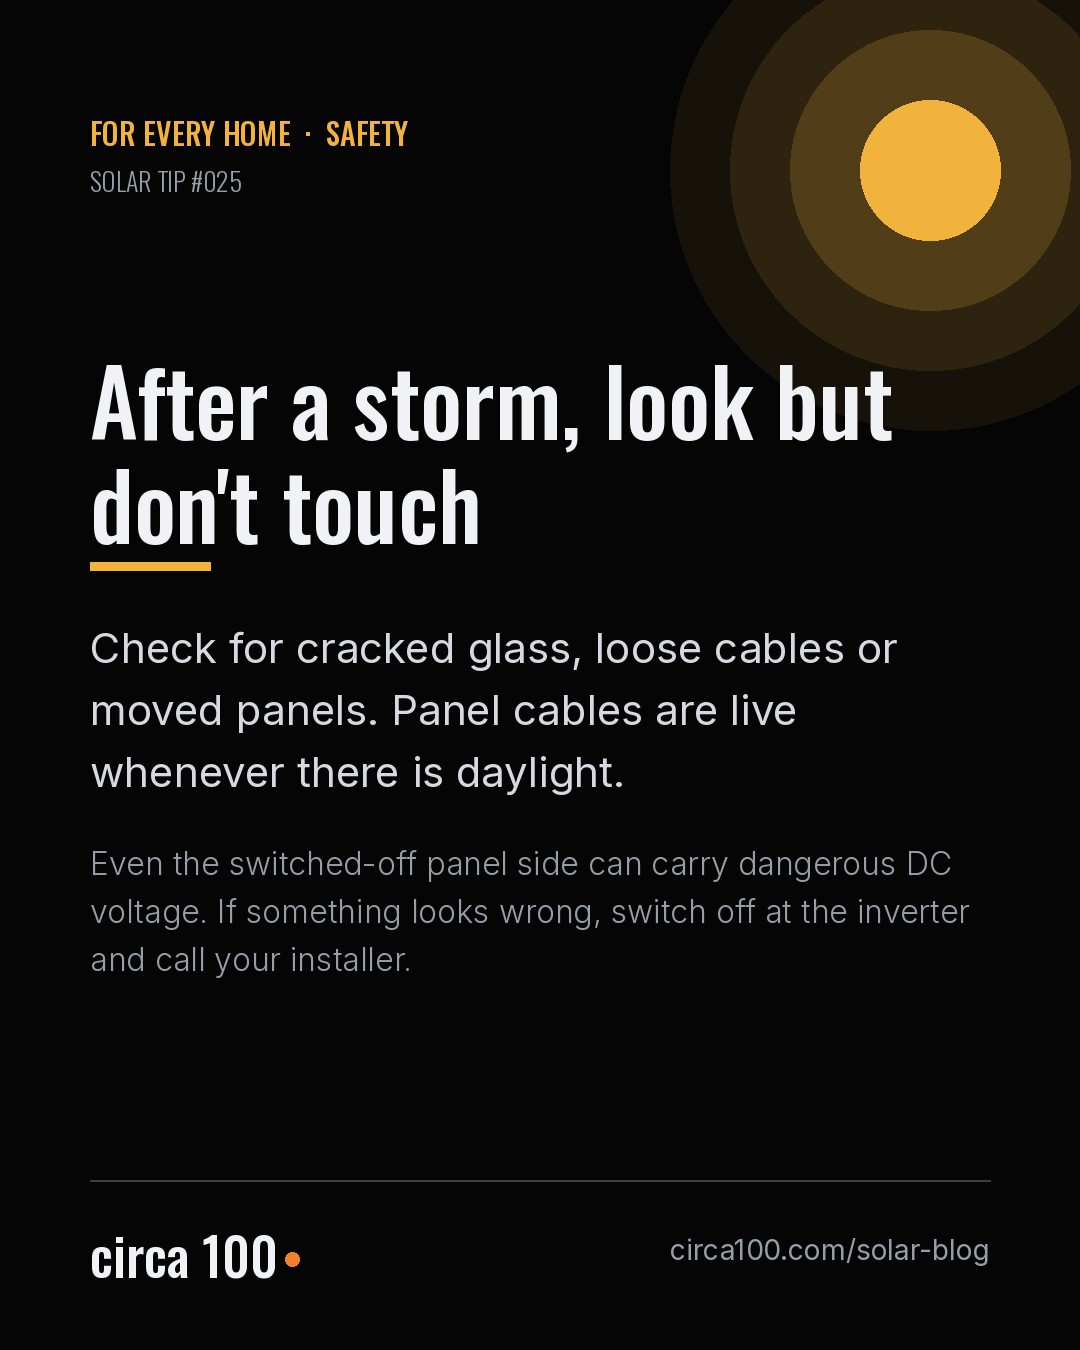 FOR EVERY HOME · SAFETY
SOLAR TIP #025
After a storm, look but
don't touch
Check for cracked glass, loose cables or
moved panels. Panel cables are live
whenever there is daylight.
Even the switched-off panel side can carry dangerous DC
voltage. If something looks wrong, switch off at the inverter
and call your installer.
circa 100
circa100.com/solar-blog